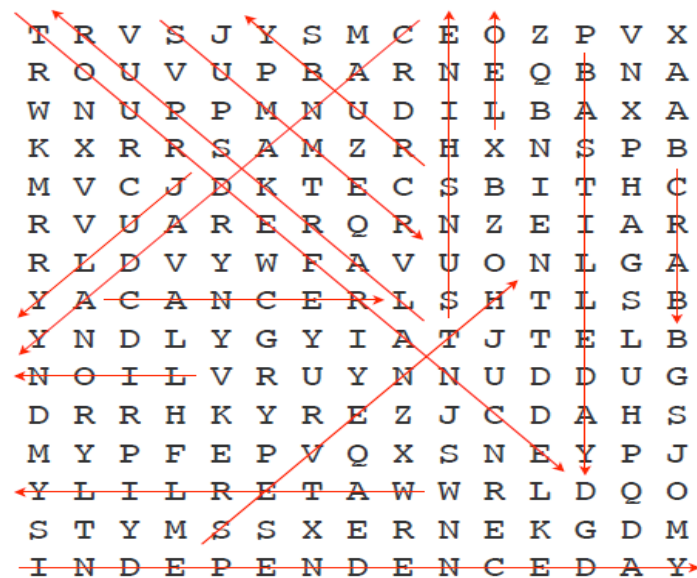 T R V S J Y S M C E O Z P V X
R O U V U P B A R N E Q B N A
W N U P P M N U D I L B A X A
K X R R S A M Z R H X N S P B
M V C J D K T E C S B I T H C
R V U A R E R Q R N Z E I A R
R L D V Y W F A V U O N L G A
Y A C A N C E R L S H T L S B
Y N D L Y G Y I A T J T E L B
N O I L V R U Y N N U D D U G
D R R H K Y R E Z J C D A H S
M Y P F E P V Q X S N E Y P J
Y L I L R E T A W W R L D Q O
S T Y M S S X E R N E K G D M
I N D E P E N D E N C E D A Y